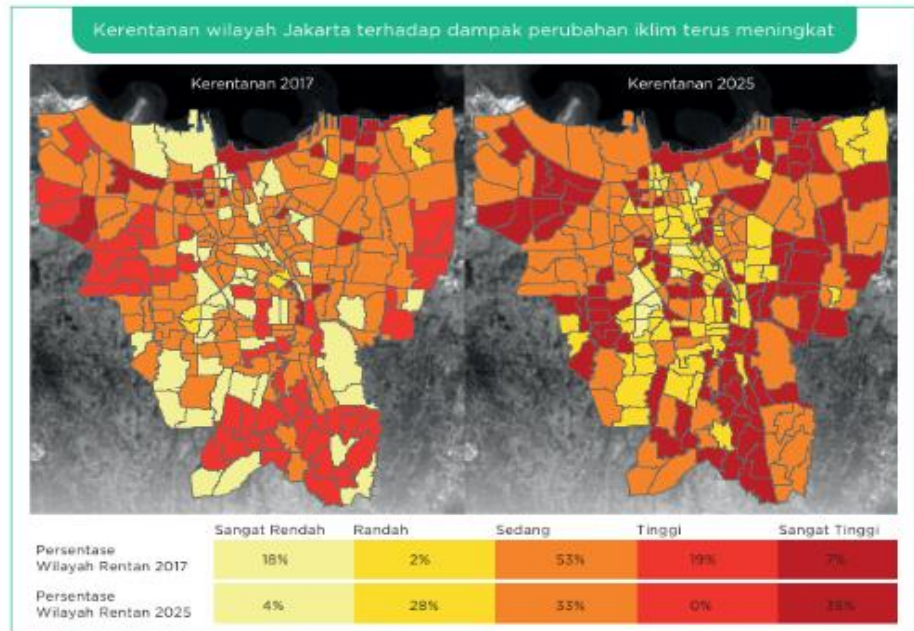 Kerentanan wilayah Jakarta terhadap dampak perubahan iklim terus meningkat
Kerentanan 2017
Kerentanan 2025
Sangat Rendah Randah Sedang Tinggi Sangat Tinggi
Persentase
Wilayah Rentan 2017
18% 2% 53% 19% 7%
Persentase
Wilayah Rentan 2025
4% 28% 33% 0%